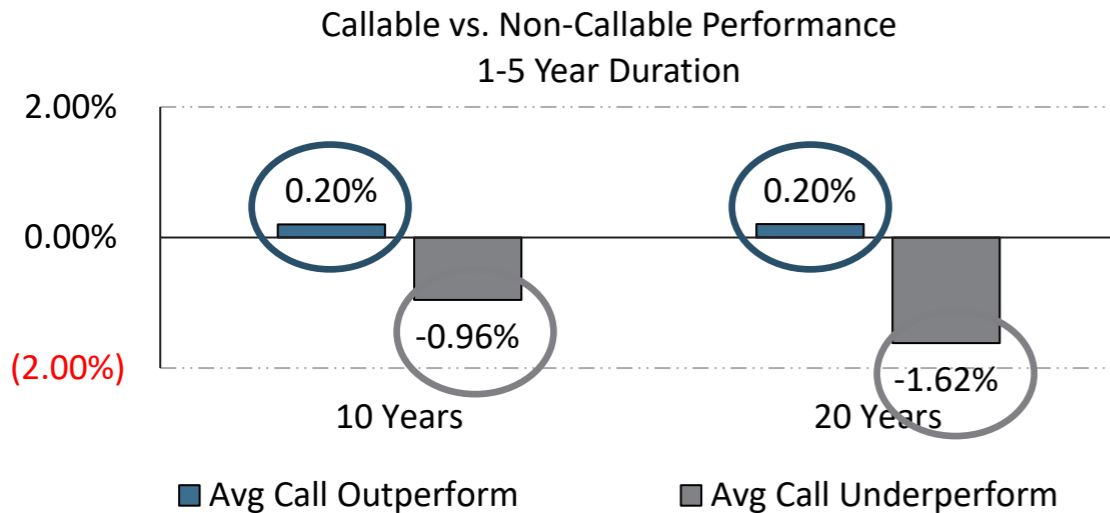 Callable vs. Non-Callable Performance
1-5 Year Duration
2.00%
0.20%
0.20%
0.00%
-0.96%
-1.62%
(2.00%)
10 Years
20 Years
Avg Call Outperform
Avg Call Underperform